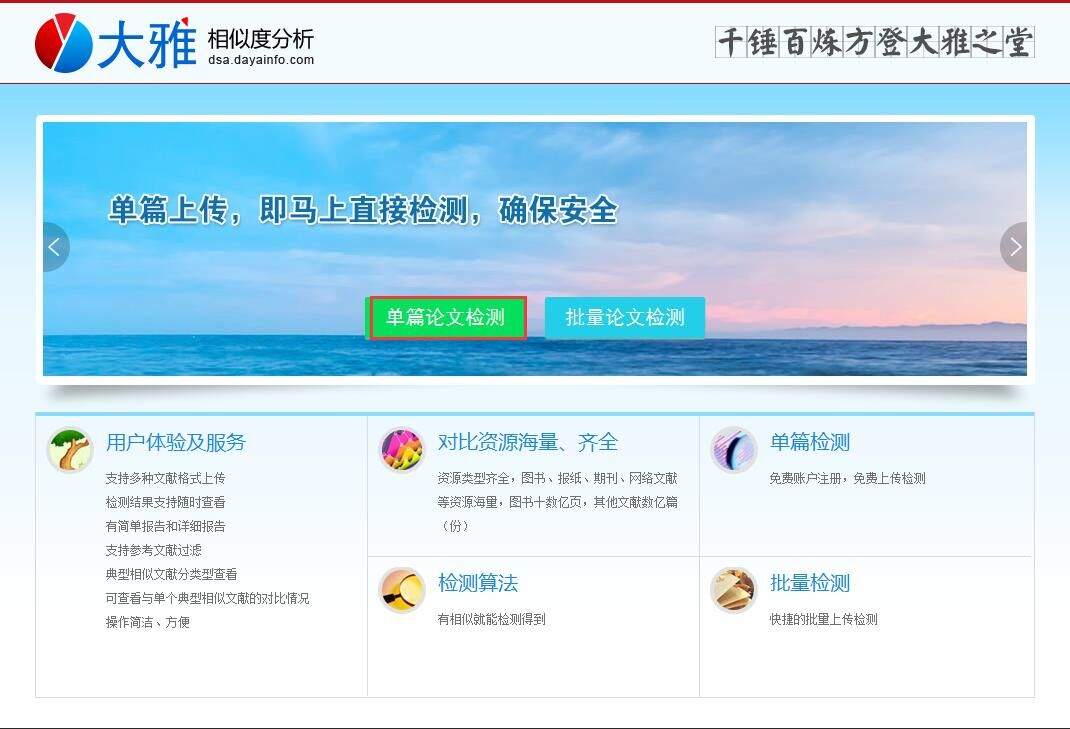 大雅 相似度分析
dsa.dayainfo.com
千锤百炼方登大雅之堂
单篇上传，即马上直接检测，确保安全
单篇论文检测
批量论文检测
用户体验及服务
支持多种文献格式上传
检测结果支持随时查看
有简单报告和详细报告
支持参考文献过滤
典型相似文献分类型查看
可查看与单个典型相似文献的对比情况
操作简洁、方便
对比资源海量、齐全
资源类型齐全，图书、报纸、期刊、网络文献
等资源海量，图书十数亿页，其他文献数亿篇
（份）
单篇检测
免费账户注册，免费上传检测
检测算法
有相似就能检测得到
批量检测
快捷的批量上传检测